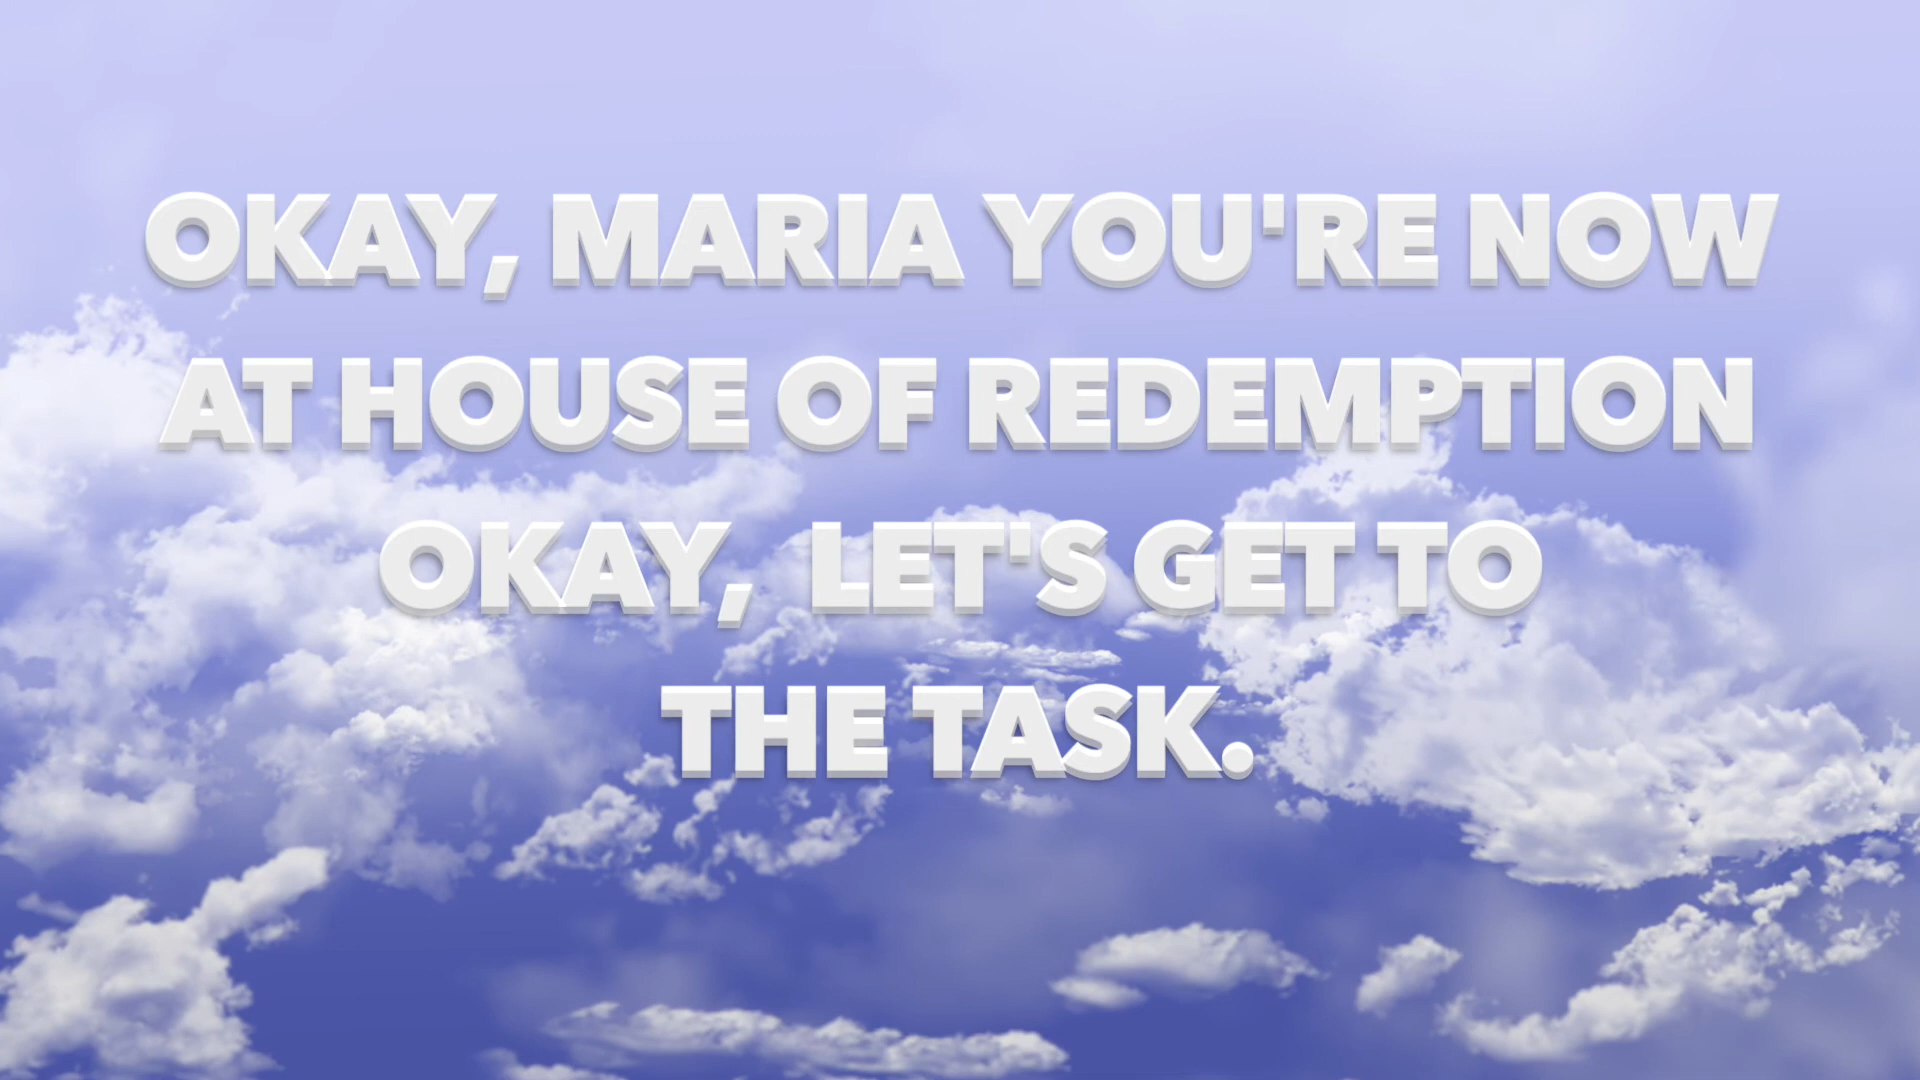 OKAY, MARIA YOU'RE NOW
AT HOUSE OF REDEMPTION
OKAY, LET'S GET TO
THE TASK.